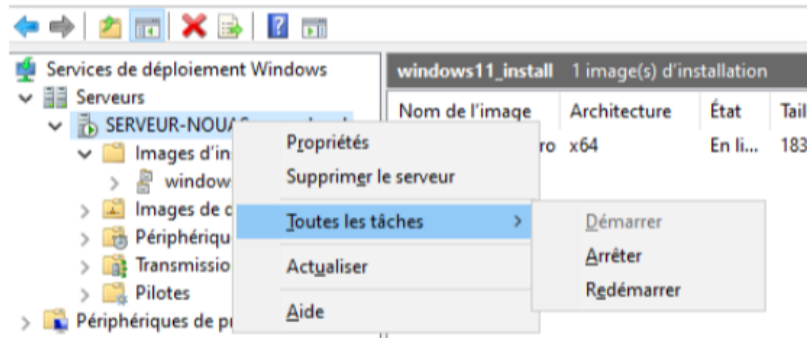 Services de déploiement Windows
Serveurs
SERVEUR-NOUA
Images d'in
window
Images de
Périphériqu
Transmissio
Pilotes
Périphériques de p
Propriétés
Supprimer le serveur
Toutes les tâches >
Actualiser
Aide
Démarrer
Arrêter
Redémarrer
windows11_install 1 image(s) d'installation
Nom de l'image Architecture État Tail
ro x64 En li... 183